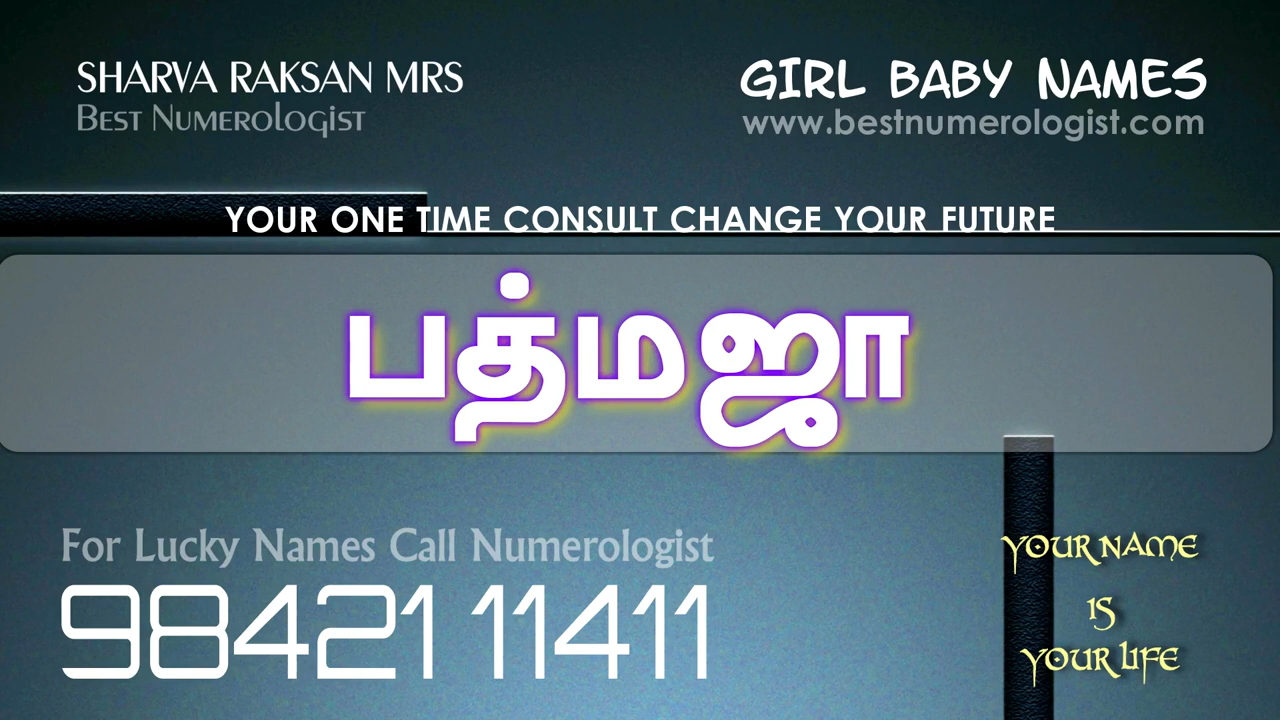 SHARVA RAKSAN MRS
Best Numerologist
GIRL BABY NAMES
www.bestnumerologist.com
YOUR ONE TIME CONSULT CHANGE YOUR FUTURE
பத்மஜா
For Lucky Names Call Numerologist
98421 11411
YOUR NAME
IS
YOUR LIFE